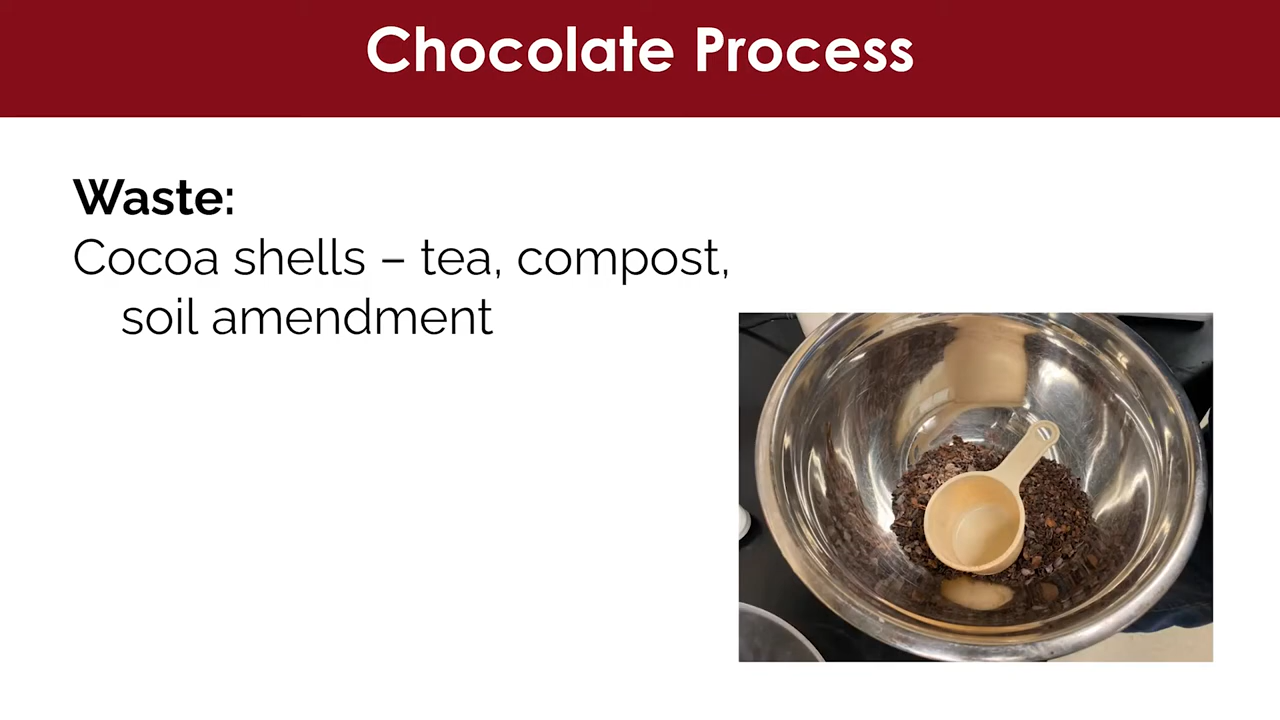 Chocolate Process
Waste:
Cocoa shells – tea, compost,
soil amendment